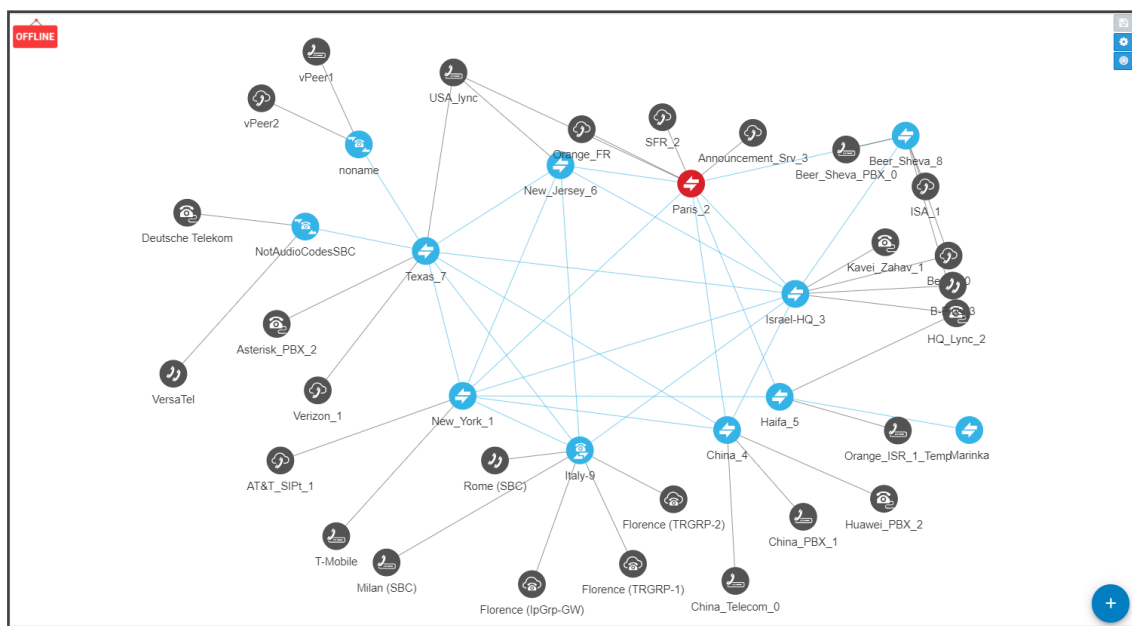 OFFLINE
vPeer1
USA_lync
vPeer2
SFR_2
Orange_FR
Announcement_Srv_3
Beer_Sheva_8
noname
Beer_Sheva_PBX_0
New_Jersey_6
Paris_2
ISA_1
Deutsche Telekom
NotAudioCodesSBC
Texas_7
Kavei_Zahav_1
Israel-HQ_3
HQ_Lync_2
Asterisk_PBX_2
VersaTel
Verizon_1
New_York_1
Haifa_5
China_4
Orange_ISR_1_Temp
Marinka
AT&T_SIPt_1
Rome (SBC)
Italy-9
Florence (TRGRP-2)
Huawei_PBX_2
China_PBX_1
T-Mobile
Milan (SBC)
Florence (TRGRP-1)
Florence (IpGrp-GW)
China_Telecom_0
+